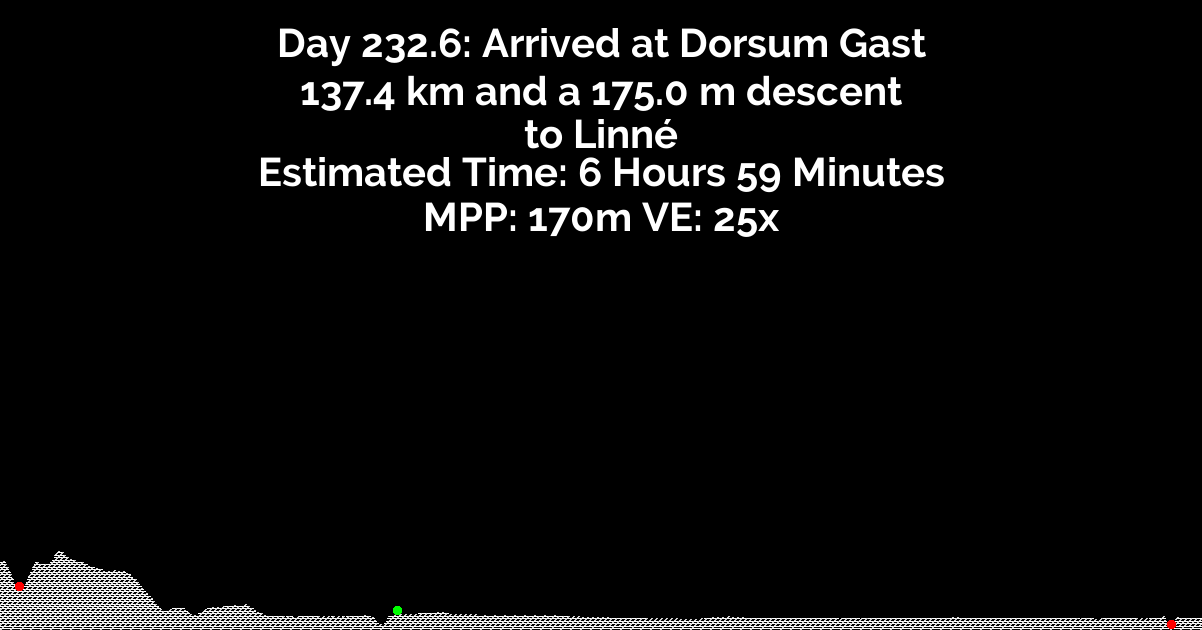 Day 232.6: Arrived at Dorsum Gast
137.4 km and a 175.0 m descent
to Linné
Estimated Time: 6 Hours 59 Minutes
MPP: 170m VE: 25x